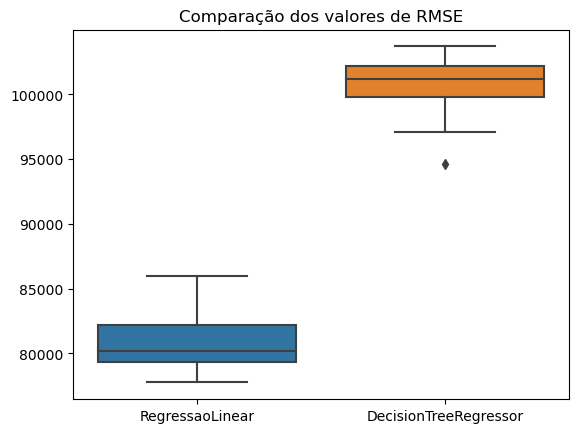 Comparação dos valores de RMSE
100000
95000
90000
85000
80000
RegressaoLinear
DecisionTreeRegressor